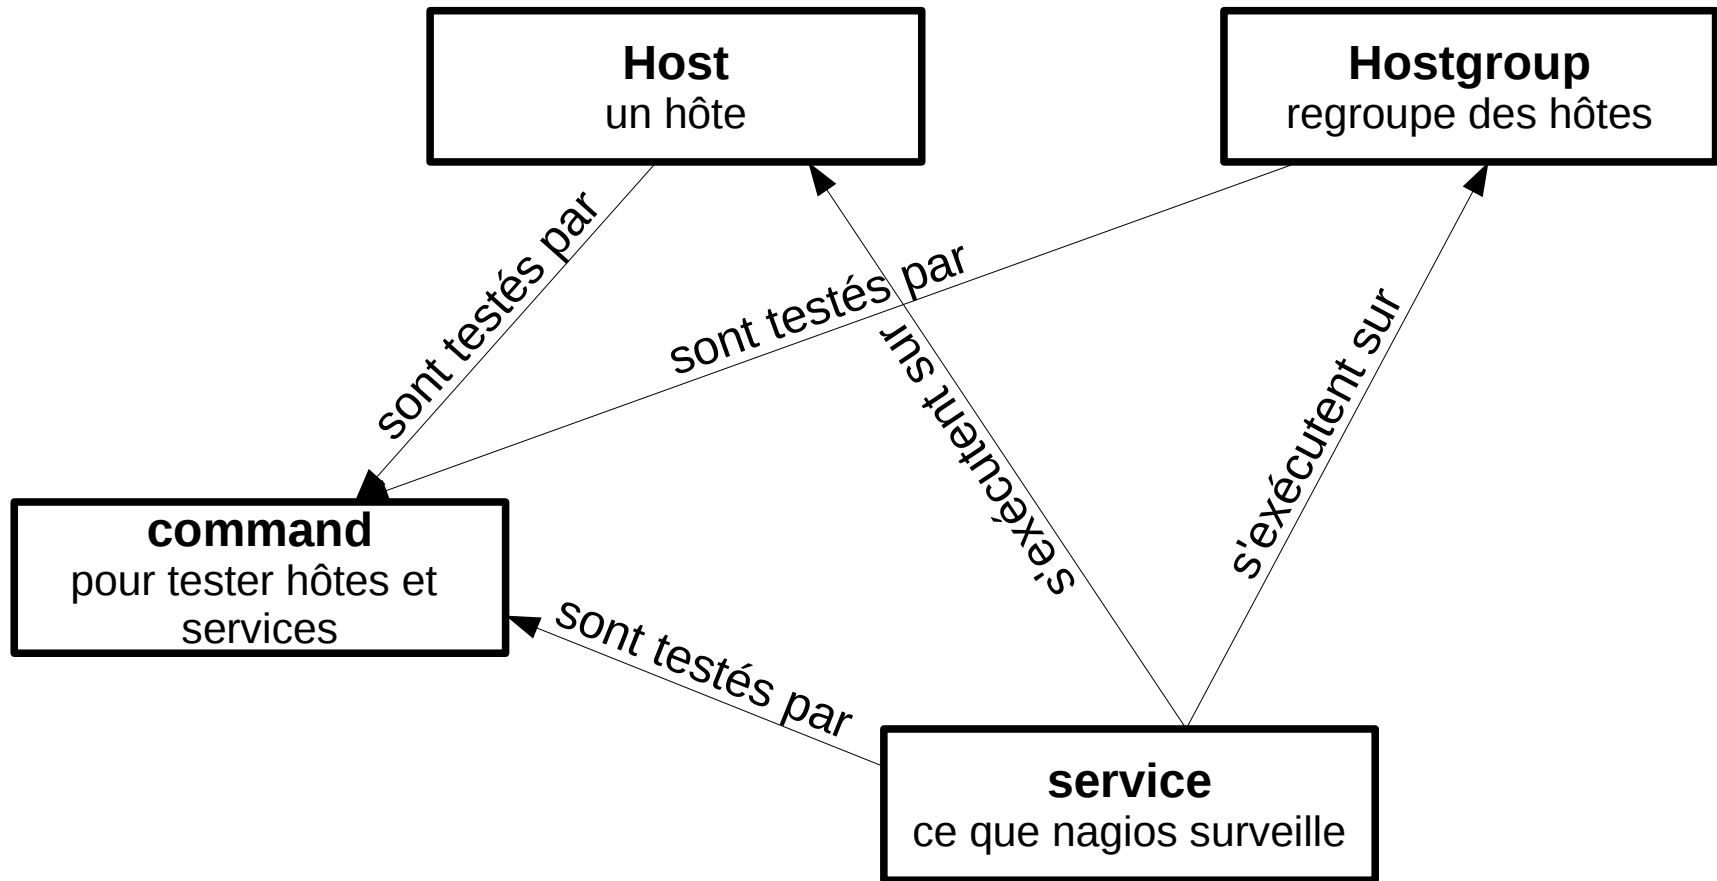 Host
un hôte
Hostgroup
regroupe des hôtes
sont testés par
sont testés par
s'exécutent sur
s'exécutent sur
command
pour tester hôtes et
services
sont testés par
service
ce que nagios surveille